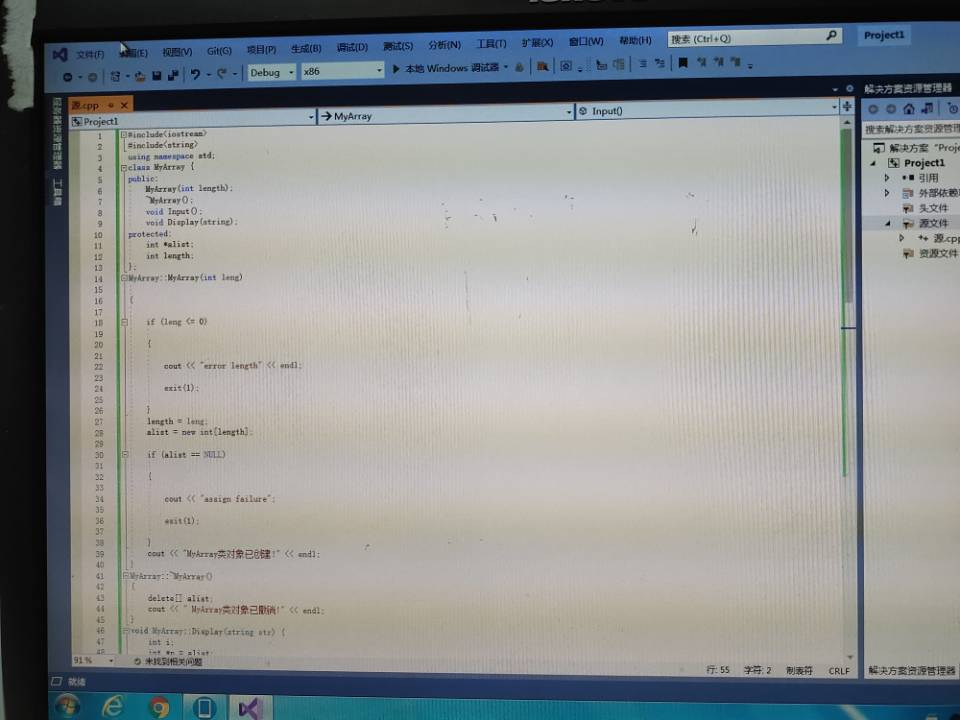 文件(F) 编辑(E) 视图(V) Git(G) 项目(P) 生成(B) 调试(D) 测试(S) 分析(N) 工具(T) 扩展(X) 窗口(W) 帮助(H) 搜索 (Ctrl+Q) Project1
Debug x86 本地 Windows 调试器
服务器资源管理器 工具箱
源.cpp
Project1 MyArray Input()
1 #include<iostream>
2 #include<string>
3 using namespace std;
4 class MyArray {
5 public:
6 MyArray(int length);
7 ~MyArray();
8 void Input();
9 void Display(string);
10 protected:
11 int *alist;
12 int length;
13 };
14 MyArray::MyArray(int leng)
15
16 {
17
18 if (leng <= 0)
19
20 {
21
22 cout << "error length" << endl;
23
24 exit(1);
25
26 }
27 length = leng;
28 alist = new int[length];
29
30 if (alist == NULL)
31
32 {
33
34 cout << "assign failure";
35
36 exit(1);
37
38 }
39 cout << "MyArray类对象已创建!" << endl;
40 }
41 MyArray::~MyArray()
42 {
43 delete[] alist;
44 cout << " MyArray类对象已撤销!" << endl;
45 }
46 void MyArray::Display(string str) {
47 int i;
48 int *p = alist;
91 % 未找到相关问题 行: 55 字符: 2 制表符 CRLF
就绪
解决方案资源管理器
搜索解决方案资源管理
解决方案 "Proje
Project1
引用
外部依赖
头文件
源文件
源.cpp
资源文件
解决方案资源管理器